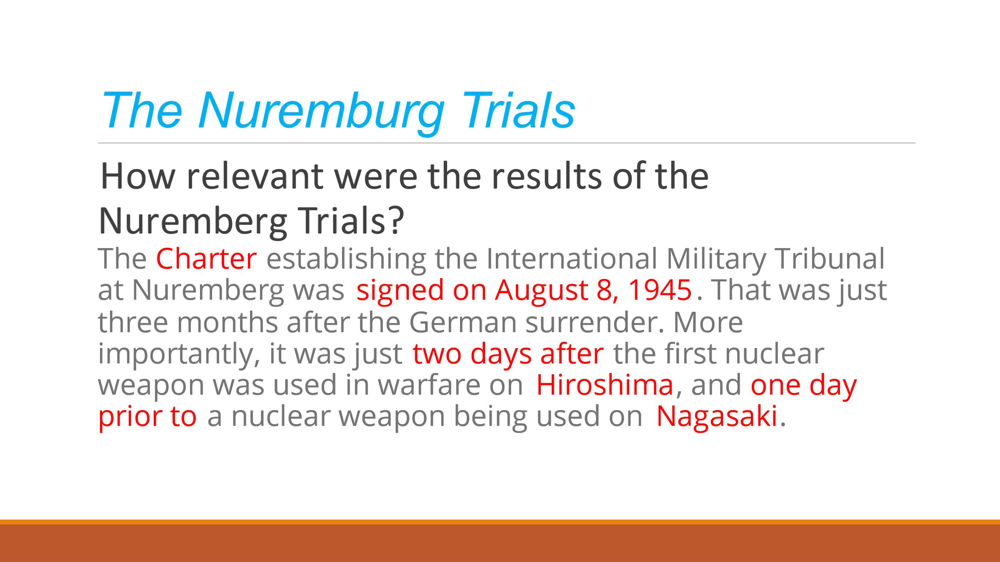 The Nuremburg Trials
How relevant were the results of the
Nuremberg Trials?
The Charter establishing the International Military Tribunal
at Nuremberg was signed on August 8, 1945. That was just
three months after the German surrender. More
importantly, it was just two days after the first nuclear
weapon was used in warfare on Hiroshima, and one day
prior to a nuclear weapon being used on Nagasaki.